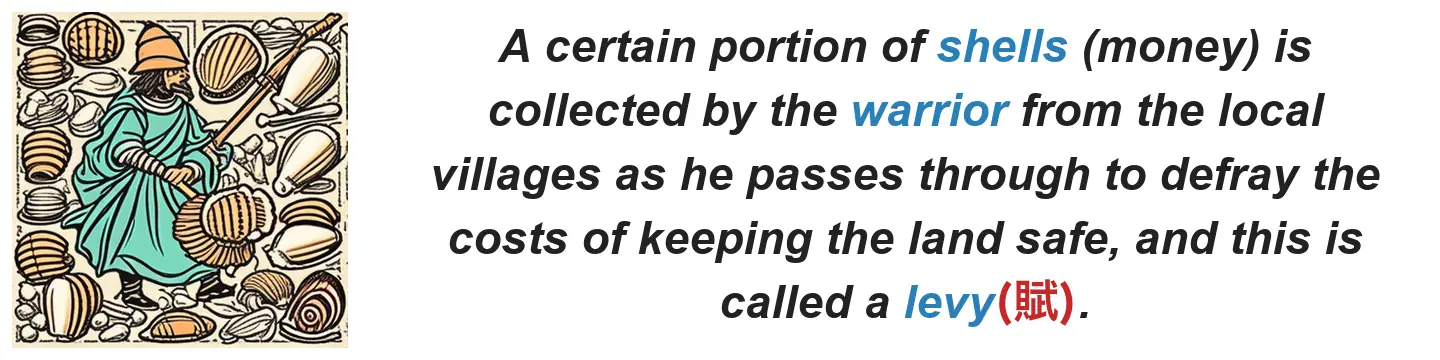 A certain portion of shells (money) is
collected by the warrior from the local
villages as he passes through to defray the
costs of keeping the land safe, and this is
called a levy(賦).